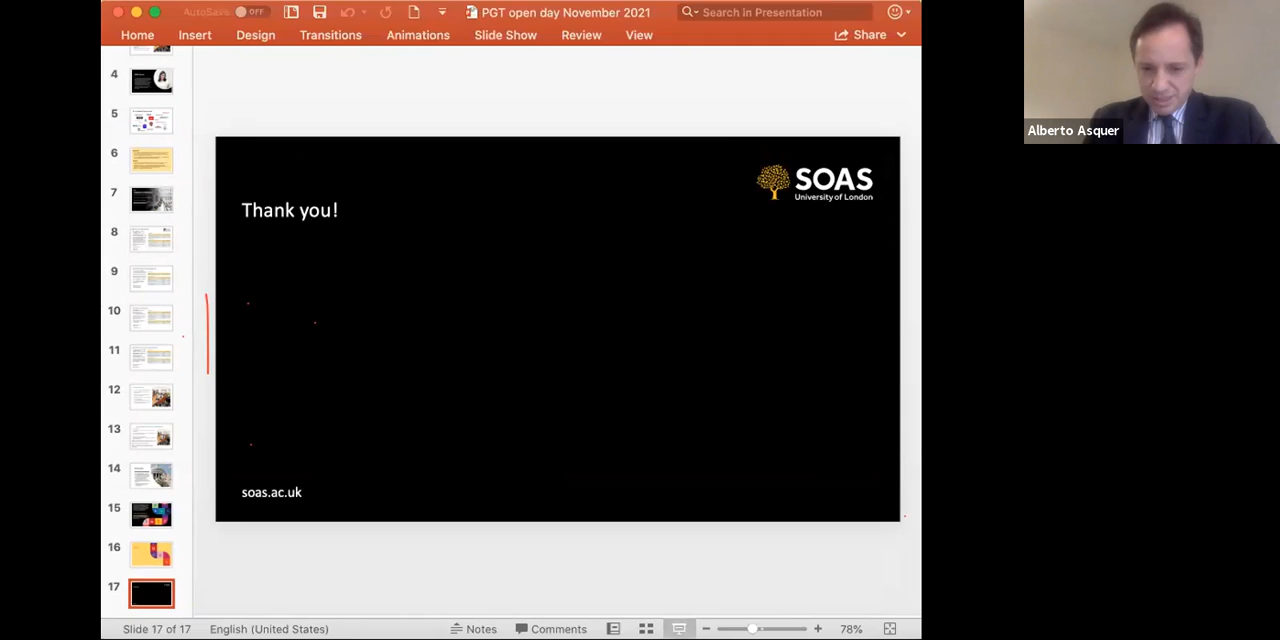 AutoSave OFF
PGT open day November 2021
Search in Presentation
Home Insert Design Transitions Animations Slide Show Review View Share
4
5
6
7
8
9
10
11
12
13
14
15
16
17
Thank you!
SOAS
University of London
soas.ac.uk
Slide 17 of 17 English (United States) Notes Comments 78%
Alberto Asquer